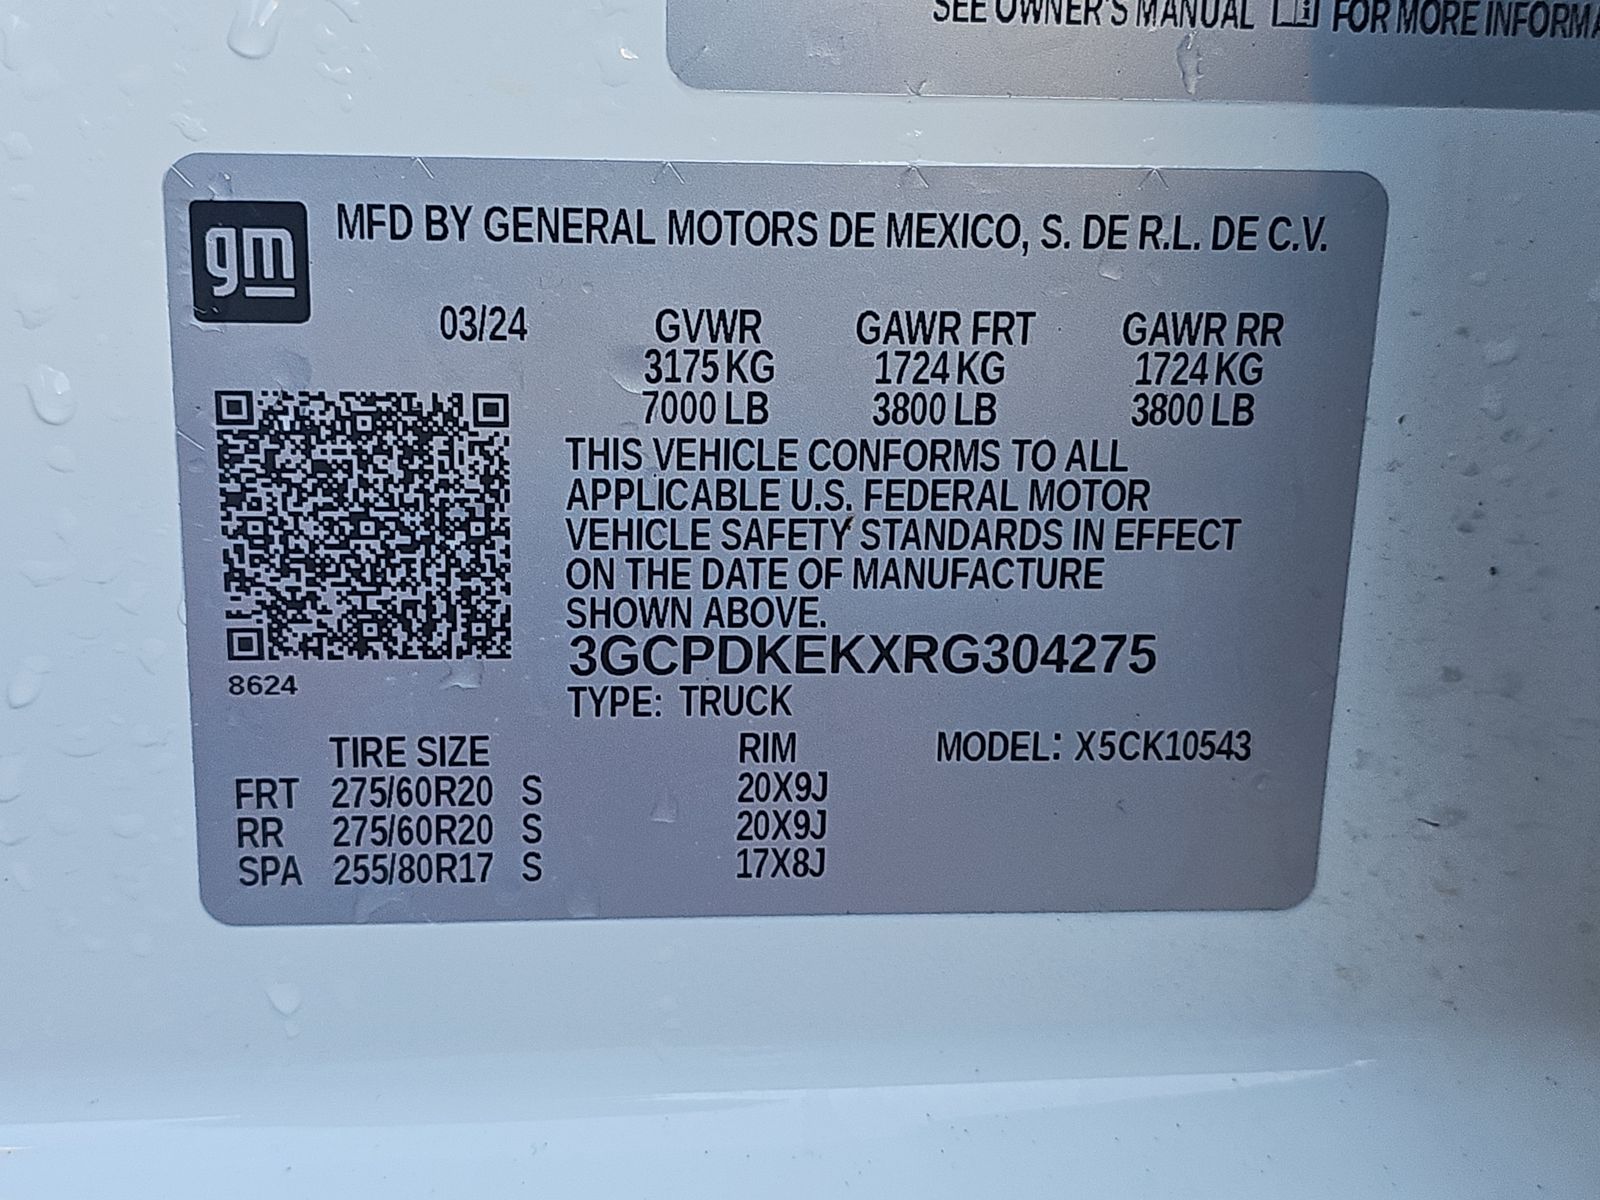 SEE OWNER'S MANUAL FOR MORE
gm
MFD BY GENERAL MOTORS DE MEXICO, S. DE R.L. DE C.V.
03/24 GVWR GAWR FRT GAWR RR
3175 KG 1724 KG 1724 KG
7000 LB 3800 LB 3800 LB
THIS VEHICLE CONFORMS TO ALL
APPLICABLE U.S. FEDERAL MOTOR
VEHICLE SAFETY STANDARDS IN EFFECT
ON THE DATE OF MANUFACTURE
SHOWN ABOVE.
3GCPDKEKXRG304275
8624
TYPE: TRUCK
TIRE SIZE RIM MODEL: X5CK10543
FRT 275/60R20 S 20X9J
RR 275/60R20 S 20X9J
SPA 255/80R17 S 17X8J